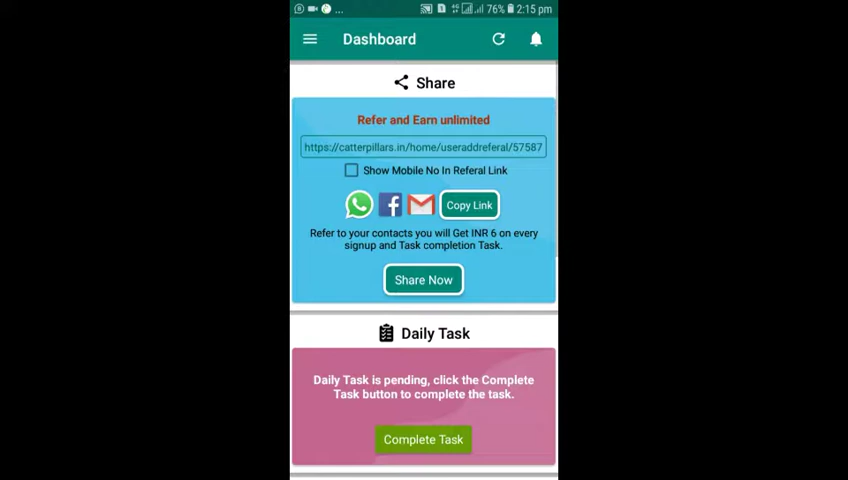 ... 76% 2:15 pm
Dashboard
Share
Refer and Earn unlimited
https://catterpillars.in/home/useraddreferal/57587
Show Mobile No In Referal Link
Copy Link
Refer to your contacts you will Get INR 6 on every
signup and Task completion Task.
Share Now
Daily Task
Daily Task is pending, click the Complete
Task button to complete the task.
Complete Task